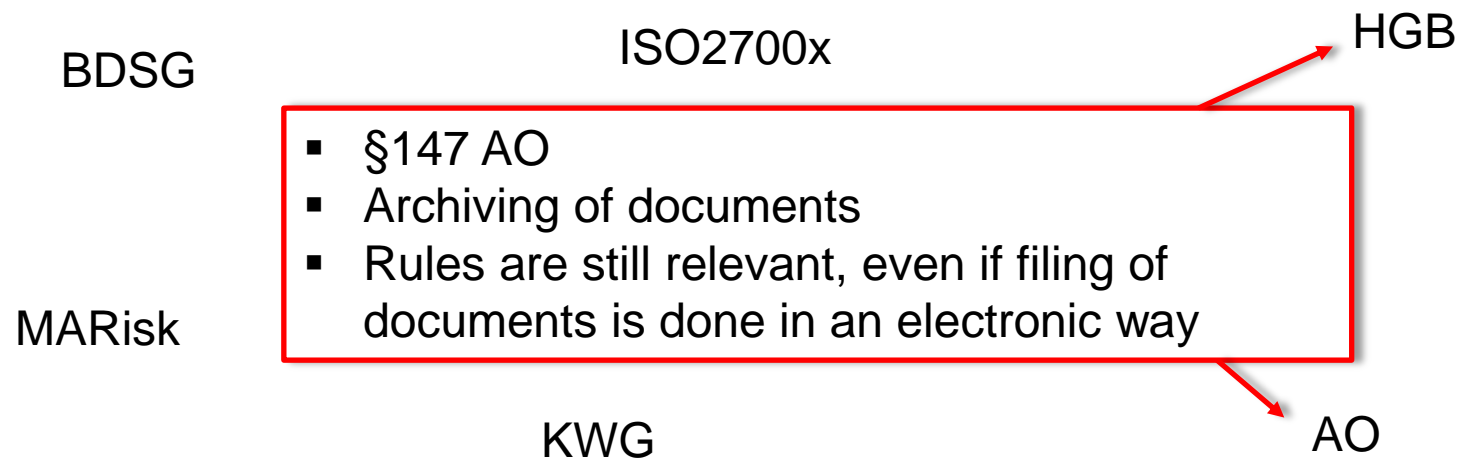 HGB
ISO2700x
BDSG
▪ §147 AO
▪ Archiving of documents
▪ Rules are still relevant, even if filing of
documents is done in an electronic way
MARisk
KWG
AO